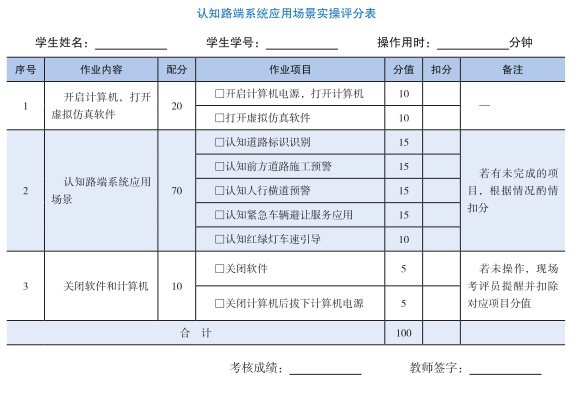 认知路端系统应用场景实操评分表
学生姓名： 学生学号： 操作用时： 分钟
序号 作业内容 配分 作业项目 分值 扣分 备注
1 开启计算机，打开虚拟仿真软件 20 □开启计算机电源，打开计算机 10 —
□打开虚拟仿真软件 10
2 认知路端系统应用场景 70 □认知道路标识识别 15 若有未完成的项目，根据情况酌情扣分
□认知前方道路施工预警 15
□认知人行横道预警 15
□认知紧急车辆避让服务应用 15
□认知红绿灯车速引导 10
3 关闭软件和计算机 10 □关闭软件 5 若未操作，现场考评员提醒并扣除对应项目分值
□关闭计算机后拔下计算机电源 5
合 计 100
考核成绩： 教师签字：